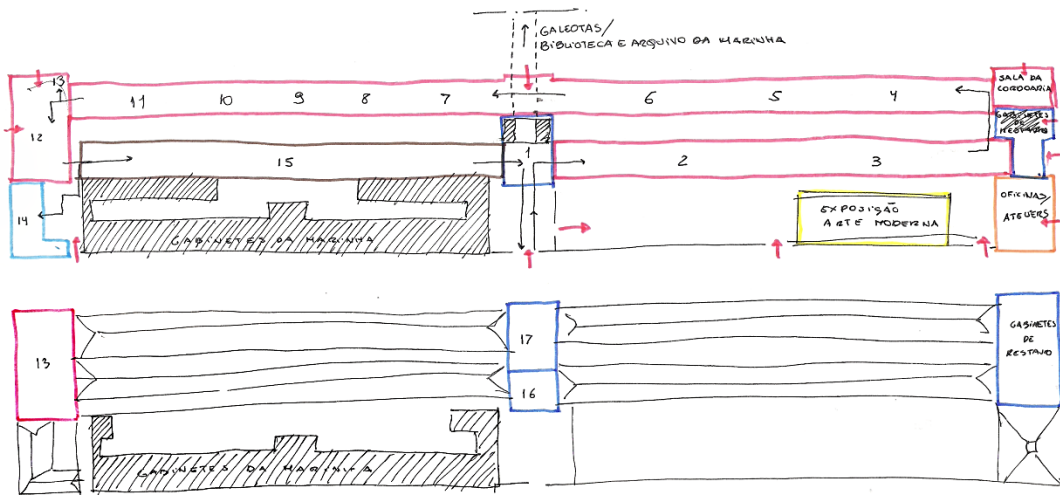 GALEOTAS/
BIBLIOTECA E ARQUIVO DA MARINHA
13
11 10 9 8 7 6 5 4
SALA DA
CORDOARIA
GABINETES
DE
12
15 1 2 3
14
GABINETES DA MARINHA
EXPOSIÇÃO
ARTE MODERNA
OFICINAS/
ATELIERS
13
17
16
GABINETES
DE
RESTAURO
GABINETES DA MARINHA